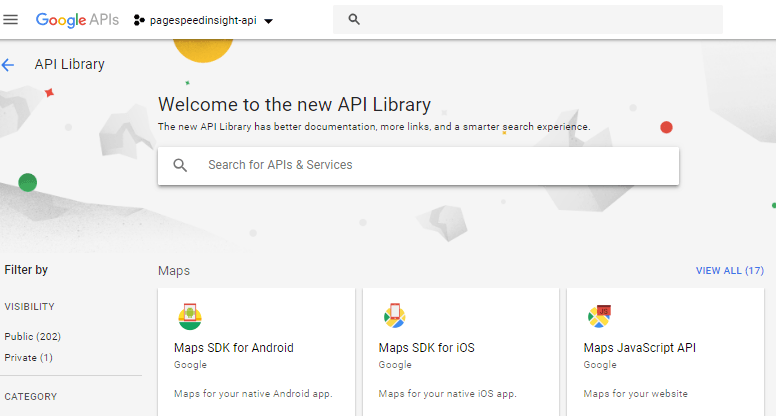 Google APIs
pagespeedinsight-api
API Library
Welcome to the new API Library
The new API Library has better documentation, more links, and a smarter search experience.
Search for APIs & Services
Filter by
Maps
VIEW ALL (17)
VISIBILITY
Public (202)
Private (1)
CATEGORY
Maps SDK for Android
Google
Maps for your native Android app.
Maps SDK for iOS
Google
Maps for your native iOS app.
JS
Maps JavaScript API
Google
Maps for your website